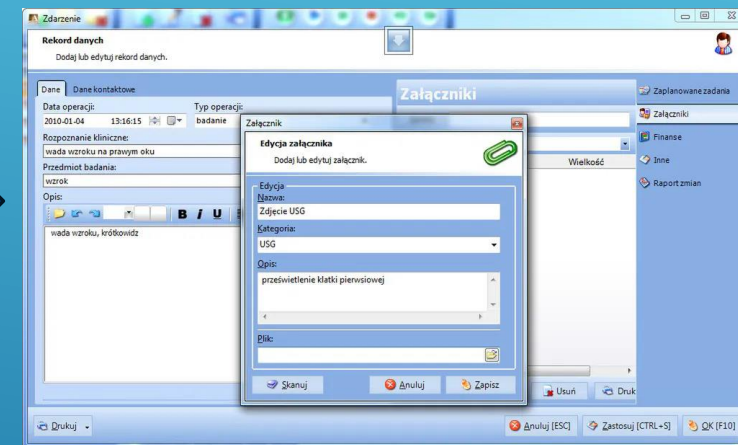 Zdarzenie
Rekord danych
Dodaj lub edytuj rekord danych.
Dane Dane kontaktowe
Data operacji: Typ operacji:
2010-01-04 13:16:15 badanie
Rozpoznanie kliniczne:
wada wzroku na prawym oku
Przedmiot badania:
wzrok
Opis:
B I U
wada wzroku, krótkowidz
Załączniki
Wielkość
Usuń Druk
Załącznik
Edycja załącznika
Dodaj lub edytuj załącznik.
Edycja
Nazwa:
Zdjęcie USG
Kategoria:
USG
Opis:
prześwietlenie klatki pierwsiowej
Plik:
Skanuj Anuluj Zapisz
Zaplanowane zadania
Załączniki
Finanse
Inne
Raport zmian
Drukuj Anuluj [ESC] Zastosuj [CTRL+S] OK [F10]